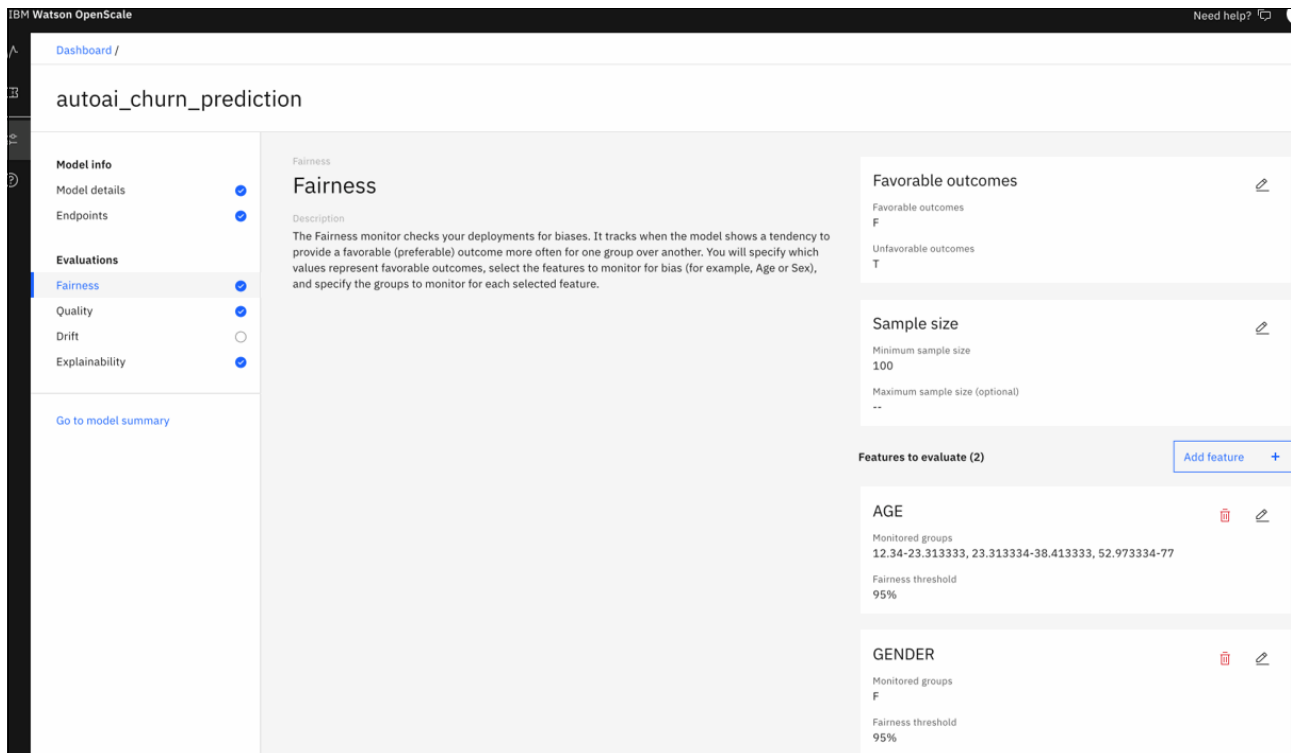 IBM Watson OpenScale
Need help?
Dashboard /
autoai_churn_prediction
Model info
Model details
Endpoints
Evaluations
Fairness
Quality
Drift
Explainability
Go to model summary
Fairness
Fairness
Description
The Fairness monitor checks your deployments for biases. It tracks when the model shows a tendency to
provide a favorable (preferable) outcome more often for one group over another. You will specify which
values represent favorable outcomes, select the features to monitor for bias (for example, Age or Sex),
and specify the groups to monitor for each selected feature.
Favorable outcomes
Favorable outcomes
F
Unfavorable outcomes
T
Sample size
Minimum sample size
100
Maximum sample size (optional)
--
Features to evaluate (2)
Add feature +
AGE
Monitored groups
12.34-23.313333, 23.313334-38.413333, 52.973334-77
Fairness threshold
95%
GENDER
Monitored groups
F
Fairness threshold
95%